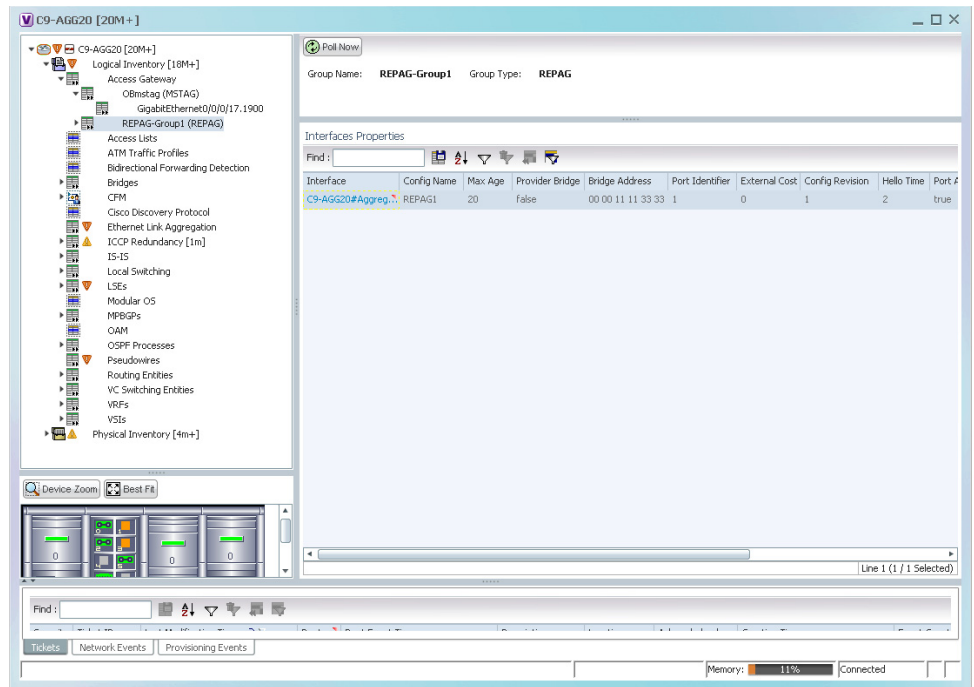 C9-AGG20 [20M+]
C9-AGG20 [20M+]
Logical Inventory [18M+]
Access Gateway
OBmstag (MSTAG)
GigabitEthernet0/0/0/17.1900
REPAG-Group1 (REPAG)
Access Lists
ATM Traffic Profiles
Bidirectional Forwarding Detection
Bridges
CFM
Cisco Discovery Protocol
Ethernet Link Aggregation
ICCP Redundancy [1m]
IS-IS
Local Switching
LSEs
Modular OS
MPBGPs
OAM
OSPF Processes
Pseudowires
Routing Entities
VC Switching Entities
VRFs
VSIs
Physical Inventory [4m+]
Device Zoom Best Fit
0 0 0
Poll Now
Group Name: REPAG-Group1 Group Type: REPAG
Interfaces Properties
Find :
Interface Config Name Max Age Provider Bridge Bridge Address Port Identifier External Cost Config Revision Hello Time Port A
C9-AGG20#Aggreg... REPAG1 20 false 00 00 11 11 33 33 1 0 1 2 true
Line 1 (1 / 1 Selected)
Find :
Tickets Network Events Provisioning Events
Memory: 11% Connected